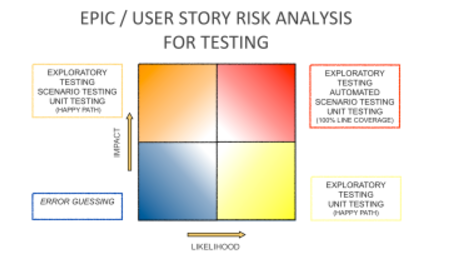 EPIC / USER STORY RISK ANALYSIS
FOR TESTING
EXPLORATORY
TESTING
SCENARIO TESTING
UNIT TESTING
(HAPPY PATH)
EXPLORATORY
TESTING
AUTOMATED
SCENARIO TESTING
UNIT TESTING
(100% LINE COVERAGE)
IMPACT
ERROR GUESSING
EXPLORATORY
TESTING
UNIT TESTING
(HAPPY PATH)
LIKELIHOOD